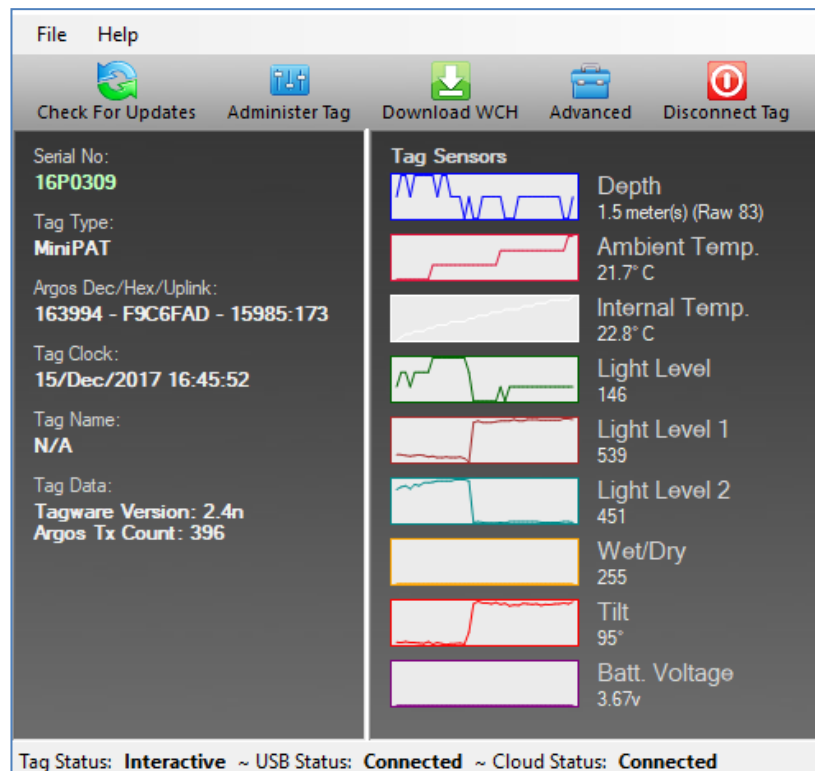 File Help
Check For Updates Administer Tag Download WCH Advanced Disconnect Tag
Serial No:
16P0309
Tag Type:
MiniPAT
Argos Dec/Hex/Uplink:
163994 - F9C6FAD - 15985:173
Tag Clock:
15/Dec/2017 16:45:52
Tag Name:
N/A
Tag Data:
Tagware Version: 2.4n
Argos Tx Count: 396
Tag Sensors
Depth
1.5 meter(s) (Raw 83)
Ambient Temp.
21.7° C
Internal Temp.
22.8° C
Light Level
146
Light Level 1
539
Light Level 2
451
Wet/Dry
255
Tilt
95°
Batt. Voltage
3.67v
Tag Status: Interactive ~ USB Status: Connected ~ Cloud Status: Connected